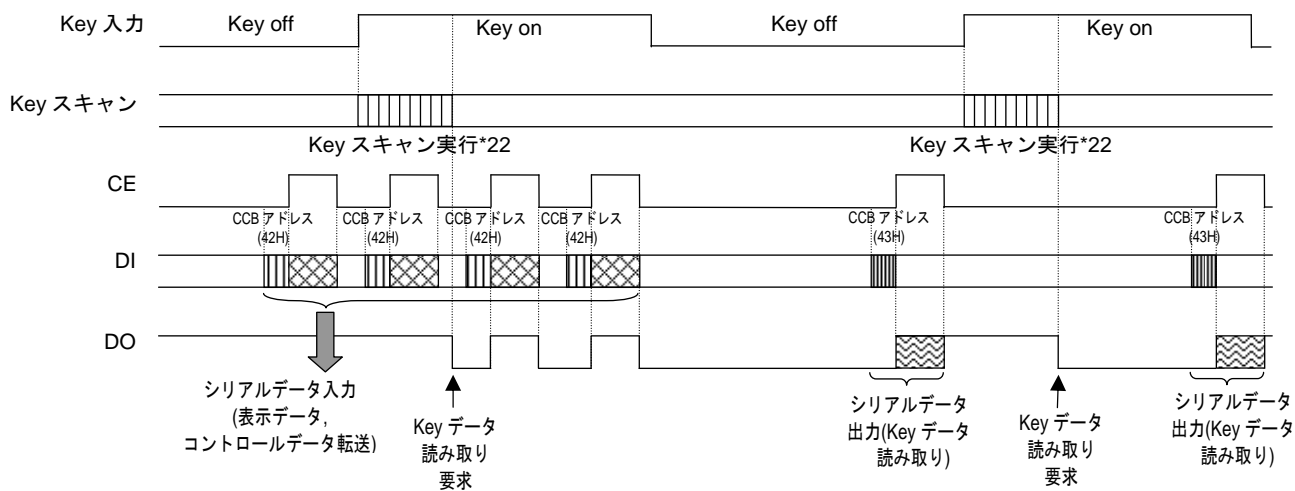 Key 入力
Key off
Key on
Key off
Key on
Key スキャン
Key スキャン実行*22
Key スキャン実行*22
CE
CCB アドレス
(42H)
CCB アドレス
(42H)
CCB アドレス
(42H)
CCB アドレス
(42H)
CCB アドレス
(43H)
CCB アドレス
(43H)
DI
DO
シリアルデータ入力
(表示データ,
コントロールデータ転送)
Key データ
読み取り
要求
シリアルデータ
出力(Key データ
読み取り)
Key データ
読み取り
要求
シリアルデータ
出力(Key データ
読み取り)